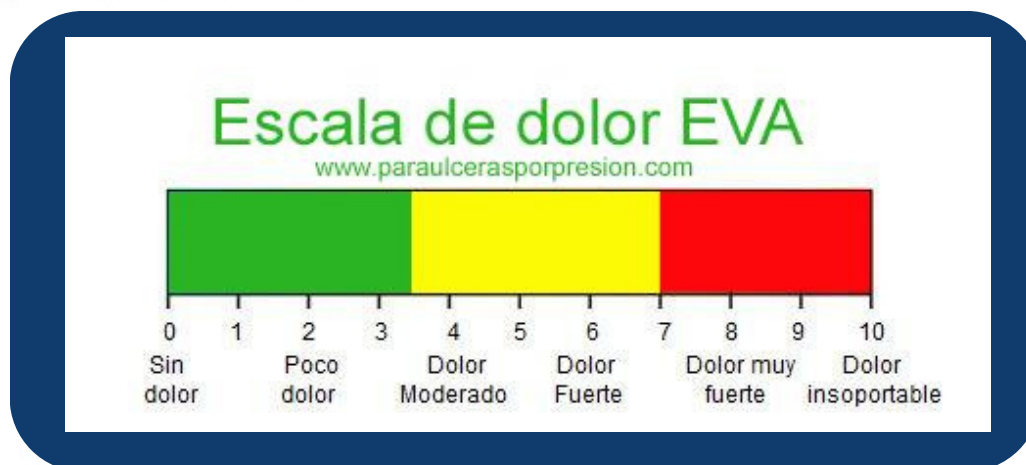 Escala de dolor EVA
www.paraulcerasporpresion.com
0 1 2 3 4 5 6 7 8 9 10
Sin Poco Dolor Dolor Dolor muy Dolor
dolor dolor Moderado Fuerte fuerte insoportable